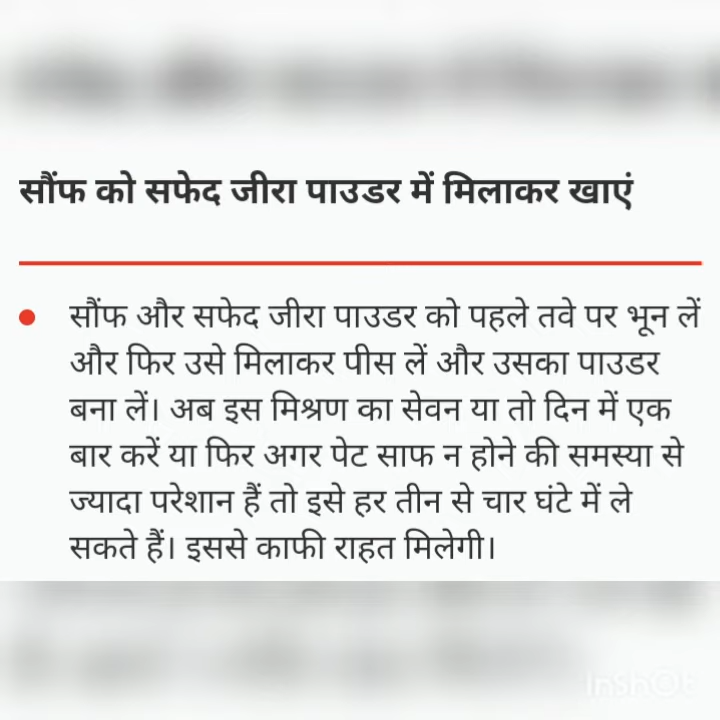 सौंफ को सफेद जीरा पाउडर में मिलाकर खाएं
सौंफ और सफेद जीरा पाउडर को पहले तवे पर भून लें
और फिर उसे मिलाकर पीस लें और उसका पाउडर
बना लें। अब इस मिश्रण का सेवन या तो दिन में एक
बार करें या फिर अगर पेट साफ न होने की समस्या से
ज्यादा परेशान हैं तो इसे हर तीन से चार घंटे में ले
सकते हैं। इससे काफी राहत मिलेगी।
InShOt